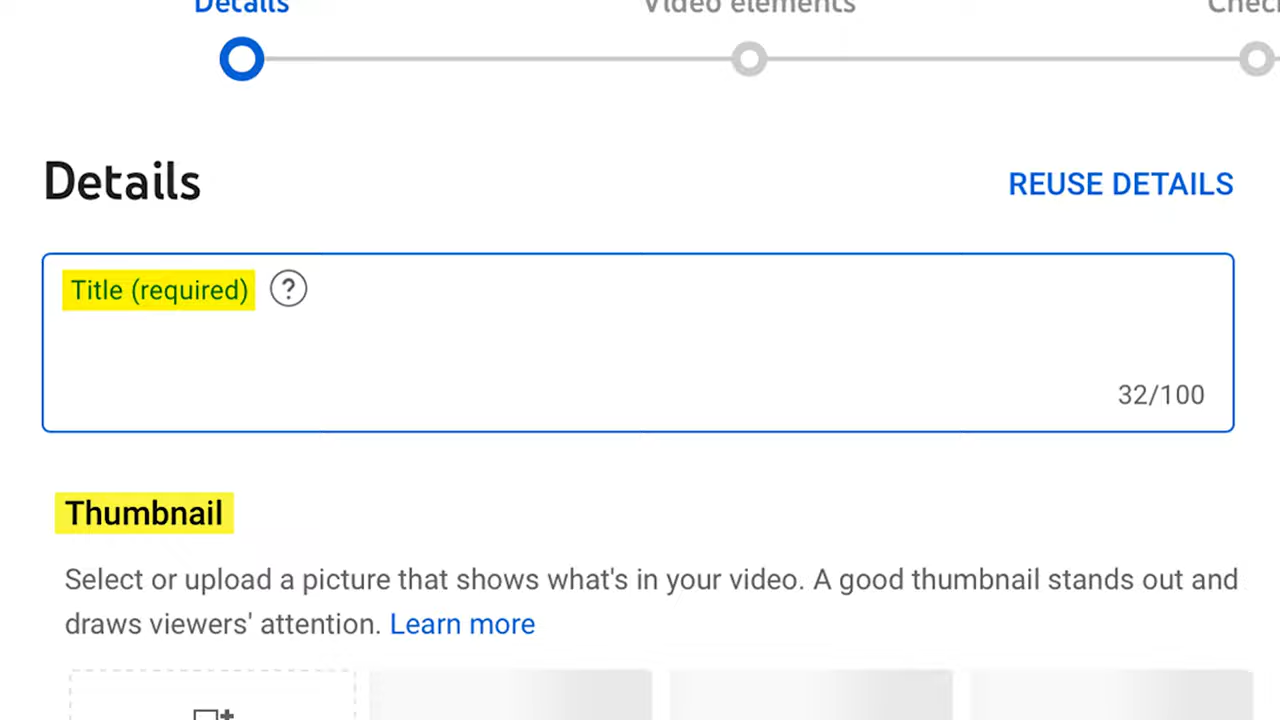 Details Video elements Chec
Details
REUSE DETAILS
Title (required) ?
32/100
Thumbnail
Select or upload a picture that shows what's in your video. A good thumbnail stands out and
draws viewers' attention. Learn more